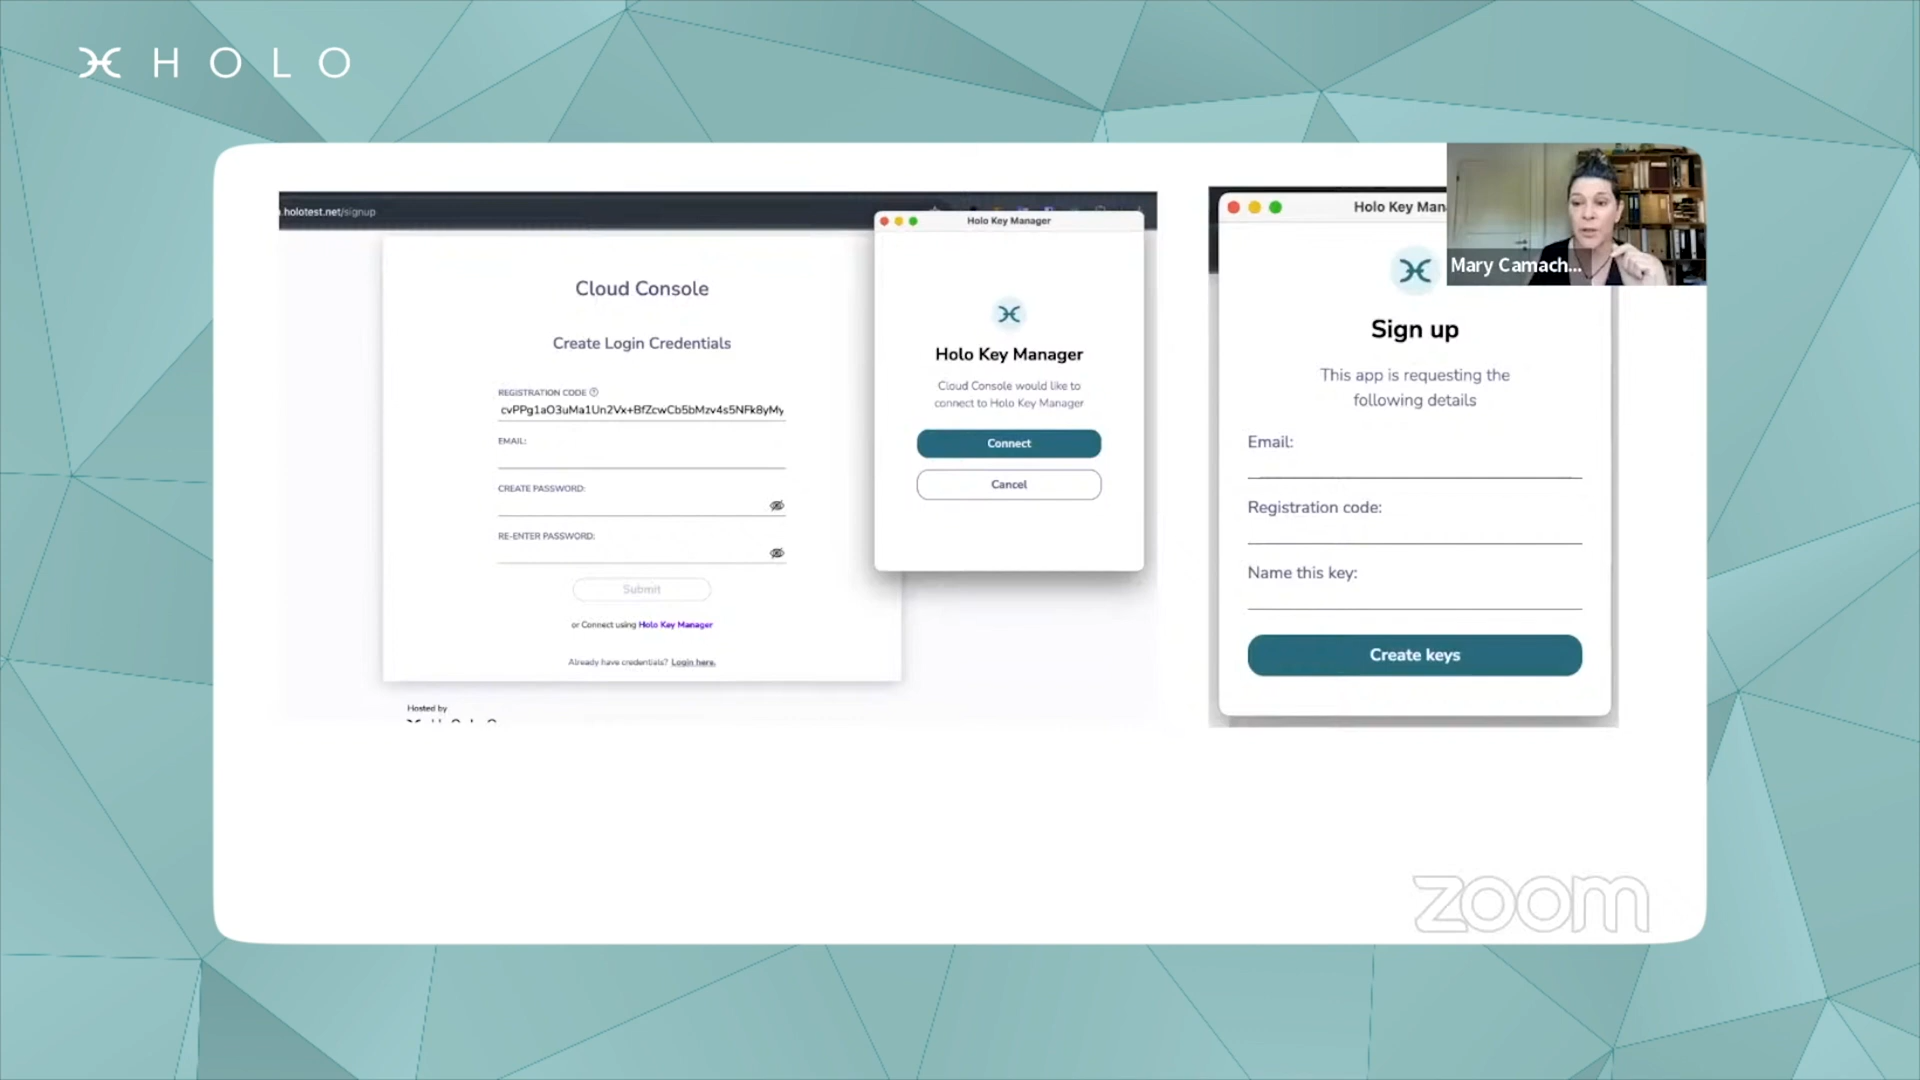 HOLO
.holotest.net/signup
Cloud Console
Create Login Credentials
REGISTRATION CODE
cvPPg1aO3uMa1Un2Vx+BfZcwCb5bMzv4s5NFk8yMy
EMAIL:
CREATE PASSWORD:
RE-ENTER PASSWORD:
Submit
or Connect using Holo Key Manager
Already have credentials? Login here.
Hosted by
Holo Key Manager
Holo Key Manager
Cloud Console would like to
connect to Holo Key Manager
Connect
Cancel
Holo Key Man
Sign up
This app is requesting the
following details
Email:
Registration code:
Name this key:
Create keys
Mary Camach...
zoom